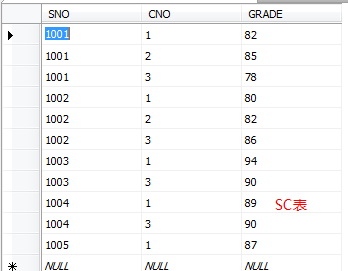 SNO CNO GRADE
1001 1 82
1001 2 85
1001 3 78
1002 1 80
1002 2 82
1002 3 86
1003 1 94
1003 3 90
1004 1 89 SC表
1004 3 90
1005 1 87
NULL NULL NULL